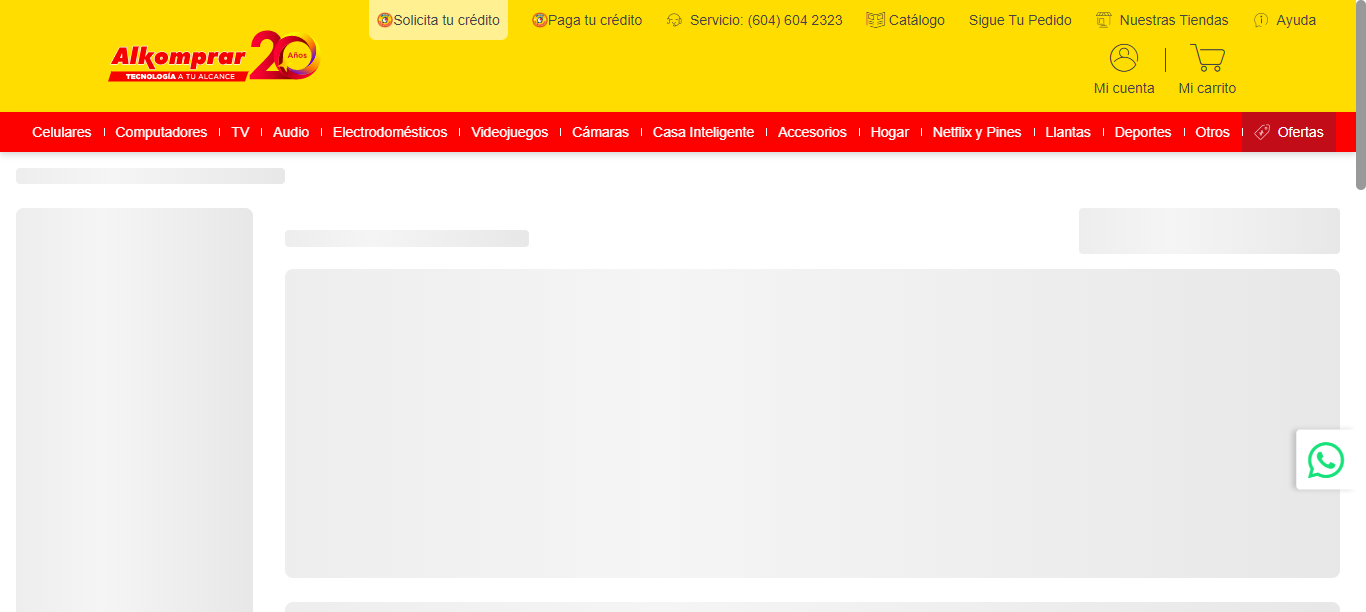 Solicita tu crédito
Paga tu crédito
Servicio: (604) 604 2323
Catálogo
Sigue Tu Pedido
Nuestras Tiendas
Ayuda
Alkomprar 20 Años
TECNOLOGÍA A TU ALCANCE
Mi cuenta
Mi carrito
Celulares
Computadores
TV
Audio
Electrodomésticos
Videojuegos
Cámaras
Casa Inteligente
Accesorios
Hogar
Netflix y Pines
Llantas
Deportes
Otros
Ofertas